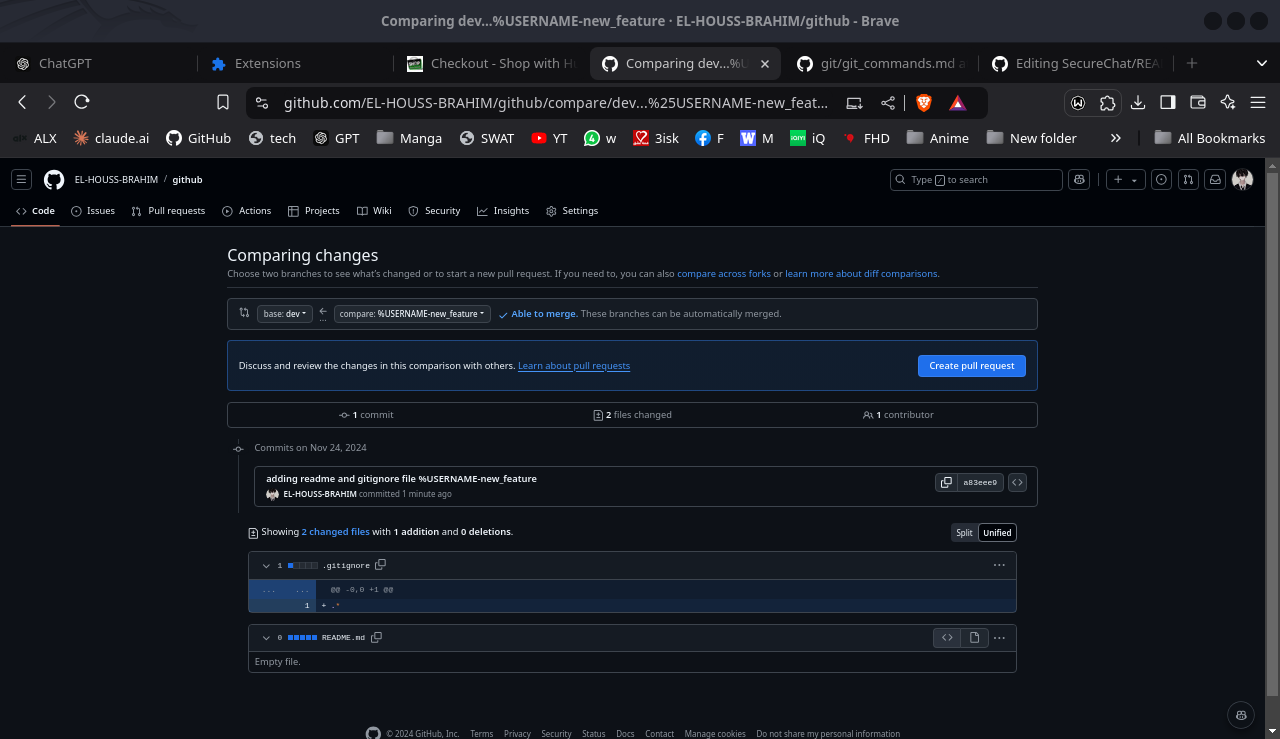 Comparing dev...%USERNAME-new_feature · EL-HOUSS-BRAHIM/github - Brave
ChatGPT
Extensions
Checkout - Shop with H
Comparing dev...%U
git/git_commands.md a
Editing SecureChat/REA
github.com/EL-HOUSS-BRAHIM/github/compare/dev...%25USERNAME-new_feat...
ALX claude.ai GitHub tech GPT Manga SWAT YT w 3isk F M iQ FHD Anime New folder All Bookmarks
EL-HOUSS-BRAHIM / github
Type / to search
Code Issues Pull requests Actions Projects Wiki Security Insights Settings
Comparing changes
Choose two branches to see what's changed or to start a new pull request. If you need to, you can also compare across forks or learn more about diff comparisons.
base: dev ... compare: %USERNAME-new_feature Able to merge. These branches can be automatically merged.
Discuss and review the changes in this comparison with others. Learn about pull requests
Create pull request
1 commit
2 files changed
1 contributor
Commits on Nov 24, 2024
adding readme and gitignore file %USERNAME-new_feature
EL-HOUSS-BRAHIM committed 1 minute ago
a83eee9
Showing 2 changed files with 1 addition and 0 deletions.
Split Unified
1 .gitignore
... ... @@ -0,0 +1 @@
1 + .*
0 README.md
Empty file.
© 2024 GitHub, Inc. Terms Privacy Security Status Docs Contact Manage cookies Do not share my personal information